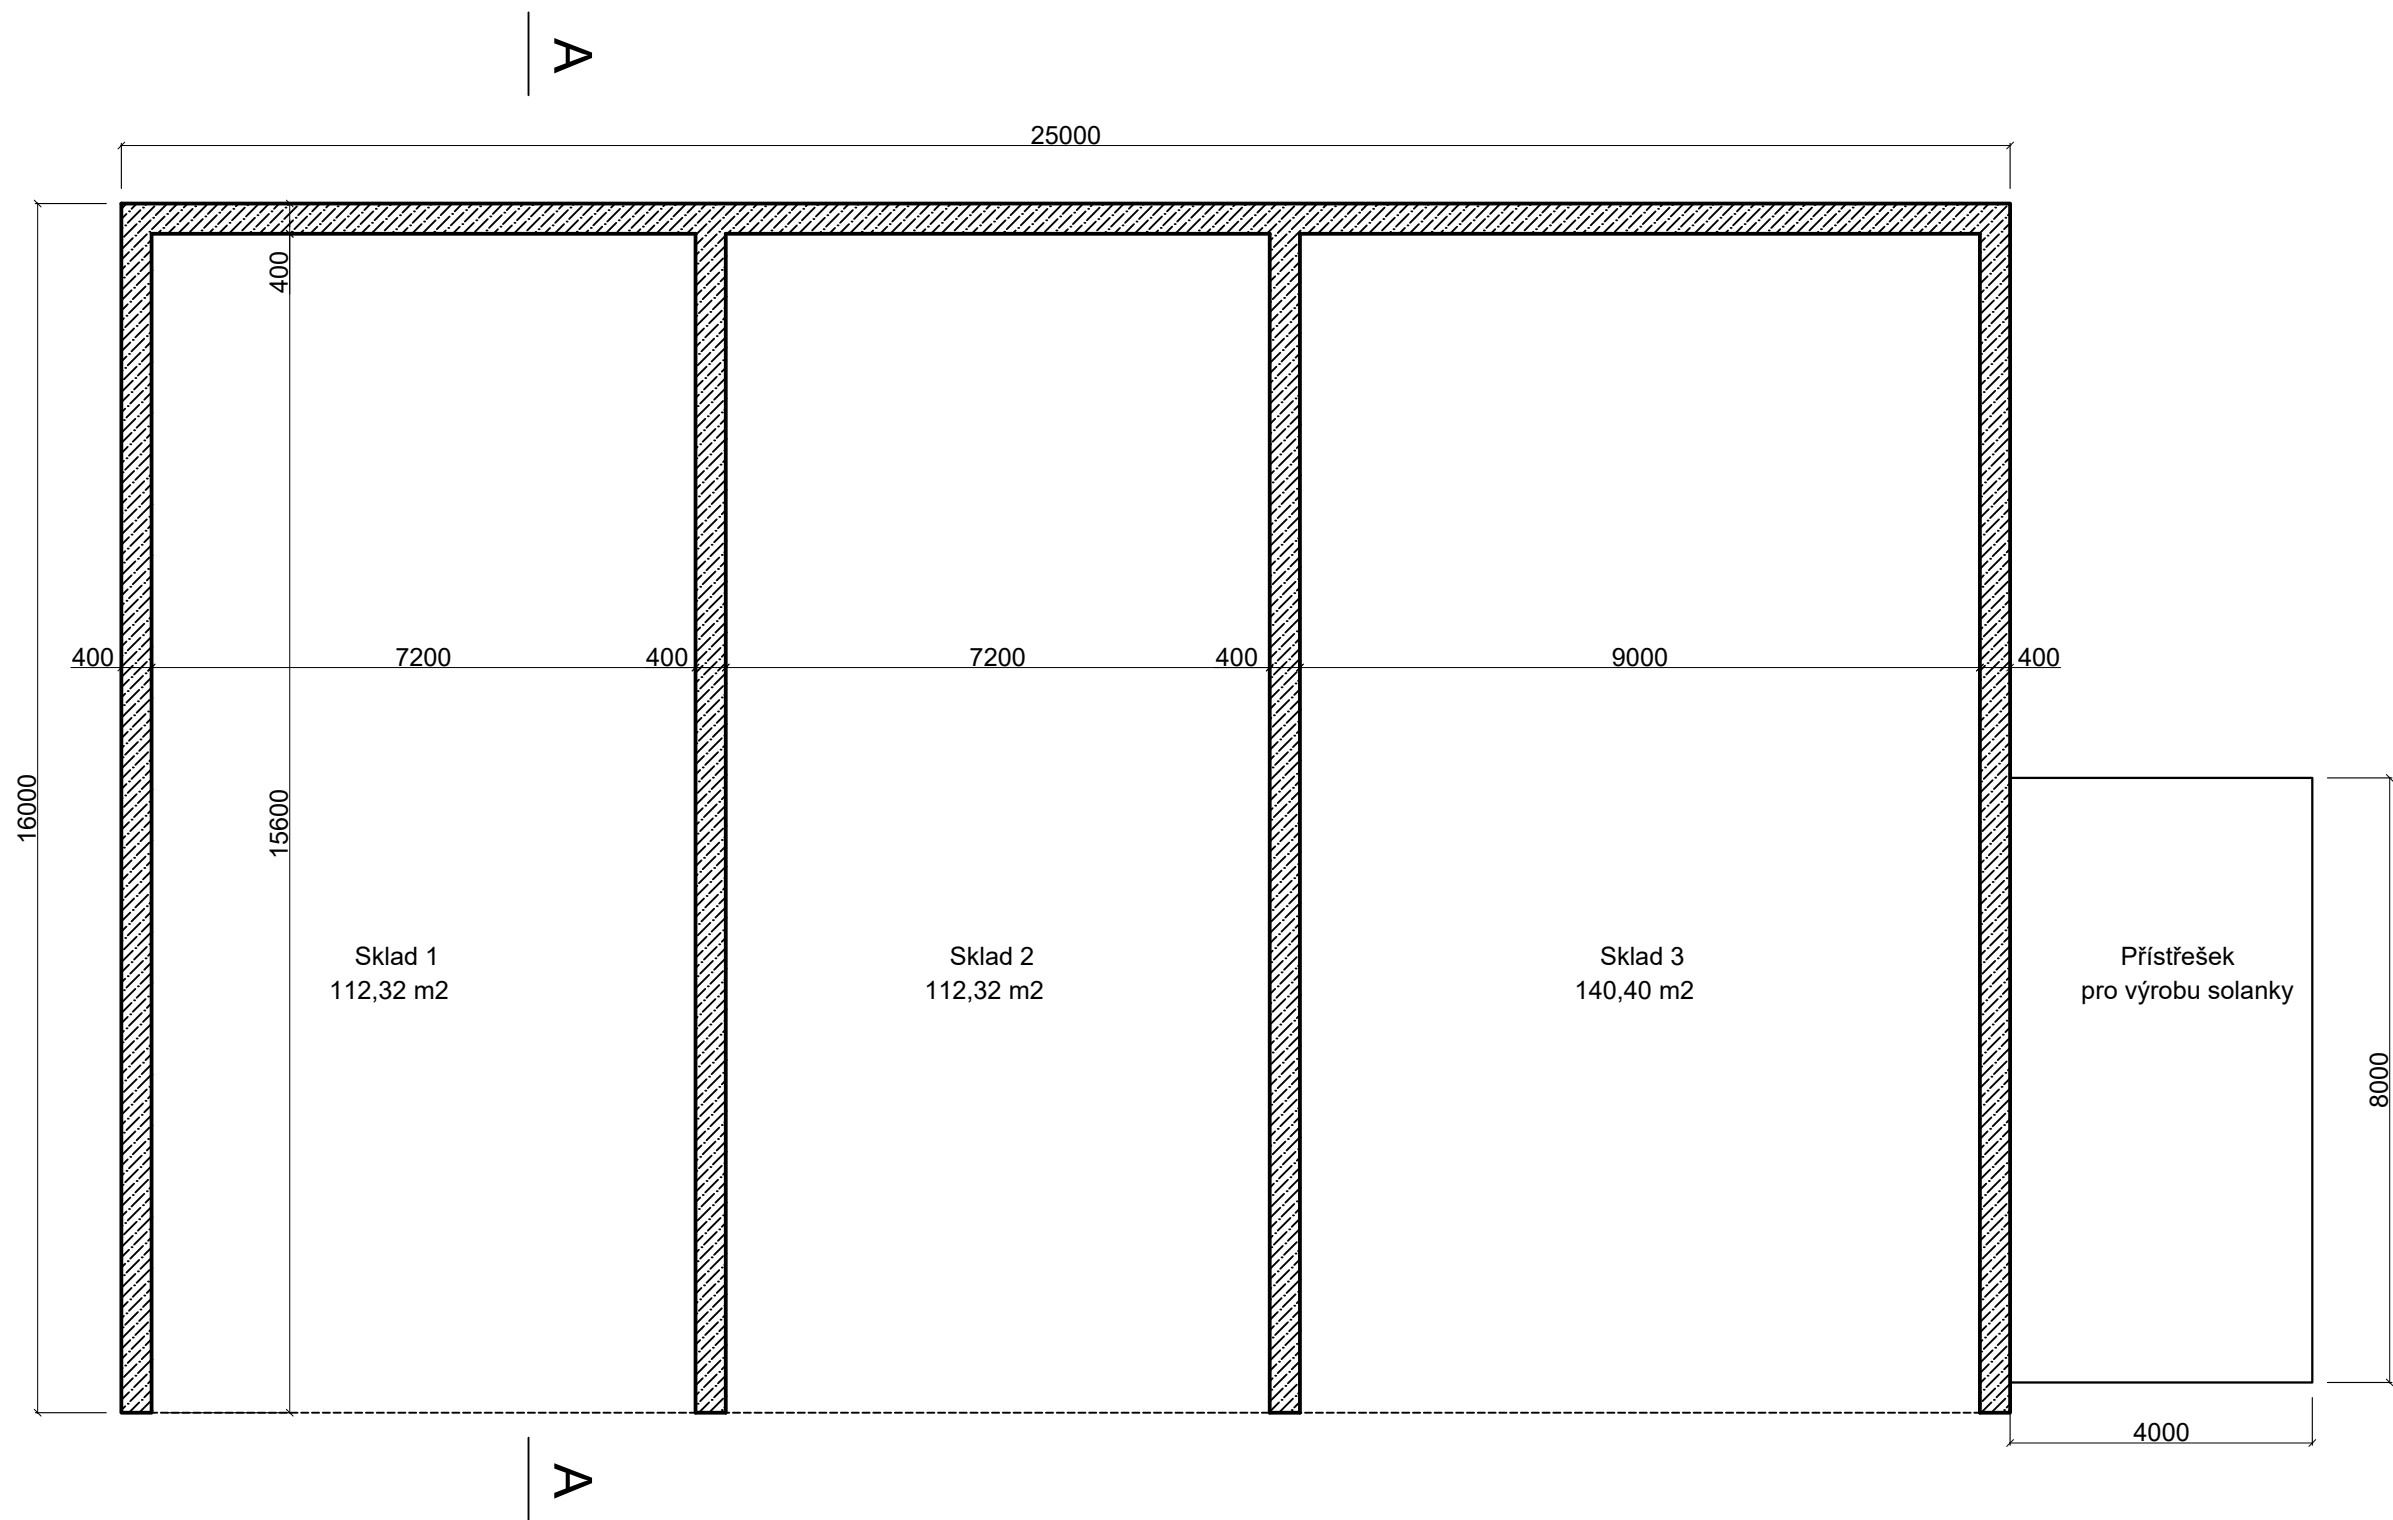 A
25000
400
400
7200
400
7200
400
9000
400
16000
15600
Sklad 1
112,32 m2
Sklad 2
112,32 m2
Sklad 3
140,40 m2
Přístřešek
pro výrobu solanky
8000
4000
A